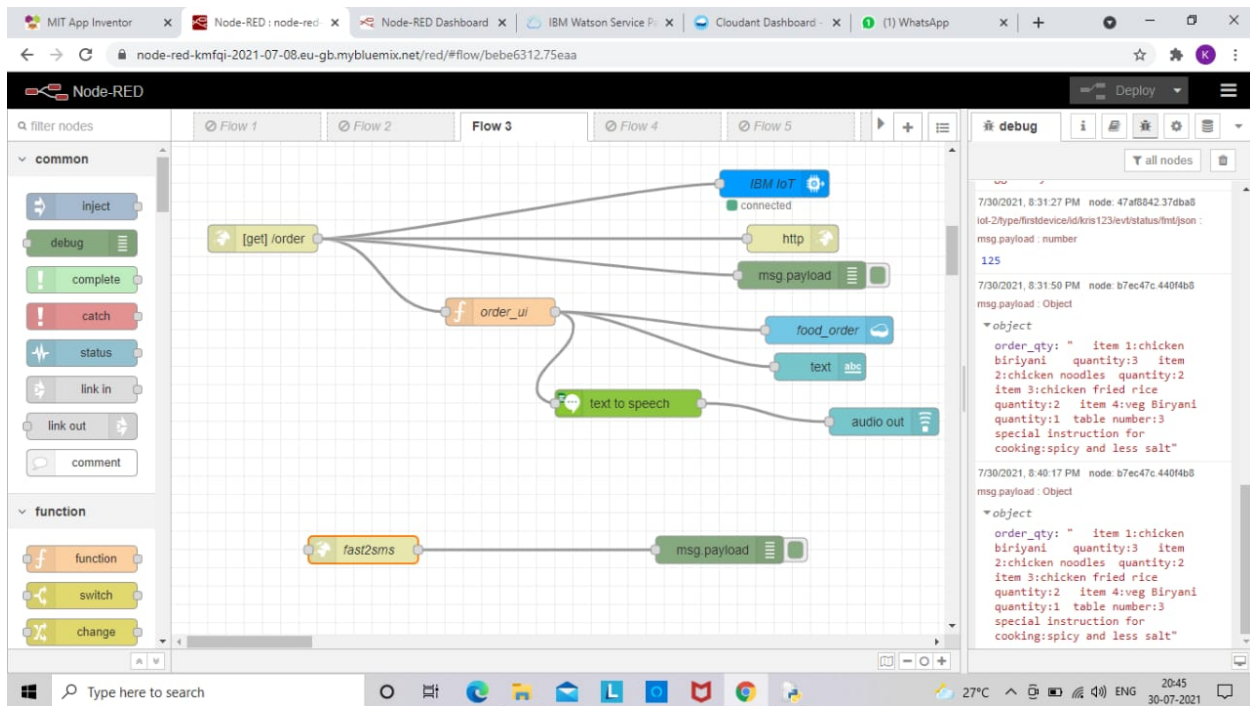 MIT App Inventor
Node-RED : node-red-
Node-RED Dashboard
IBM Watson Service P
Cloudant Dashboard -
(1) WhatsApp
node-red-kmfqi-2021-07-08.eu-gb.mybluemix.net/red/#flow/bebe6312.75eaa
K
Node-RED
Deploy
filter nodes
Flow 1
Flow 2
Flow 3
Flow 4
Flow 5
debug
i
all nodes
common
inject
debug
complete
catch
status
link in
link out
comment
function
function
switch
change
IBM IoT
connected
[get] /order
http
msg.payload
order_ui
food_order
text
abc
text to speech
audio out
fast2sms
msg.payload
7/30/2021, 8:31:27 PM node: 47af8842.37dba8
iot-2/type/firstdevice/id/kris123/evt/status/fmt/json :
msg.payload : number
125
7/30/2021, 8:31:50 PM node: b7ec47c.440f4b8
msg.payload : Object
object
order_qty: " item 1:chicken
biriyani quantity:3 item
2:chicken noodles quantity:2
item 3:chicken fried rice
quantity:2 item 4:veg Biryani
quantity:1 table number:3
special instruction for
cooking:spicy and less salt"
7/30/2021, 8:40:17 PM node: b7ec47c.440f4b8
msg.payload : Object
object
order_qty: " item 1:chicken
biriyani quantity:3 item
2:chicken noodles quantity:2
item 3:chicken fried rice
quantity:2 item 4:veg Biryani
quantity:1 table number:3
special instruction for
cooking:spicy and less salt"
Type here to search
L
27°C
ENG
20:45
30-07-2021